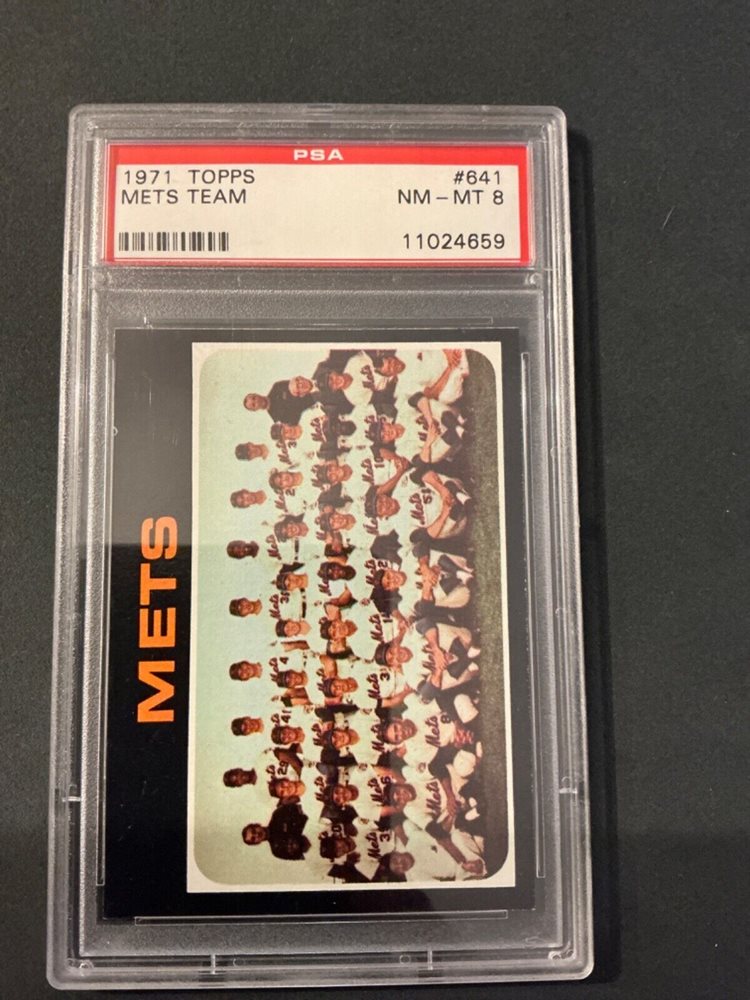 PSA
1971 TOPPS #641
METS TEAM NM – MT 8
11024659
METS